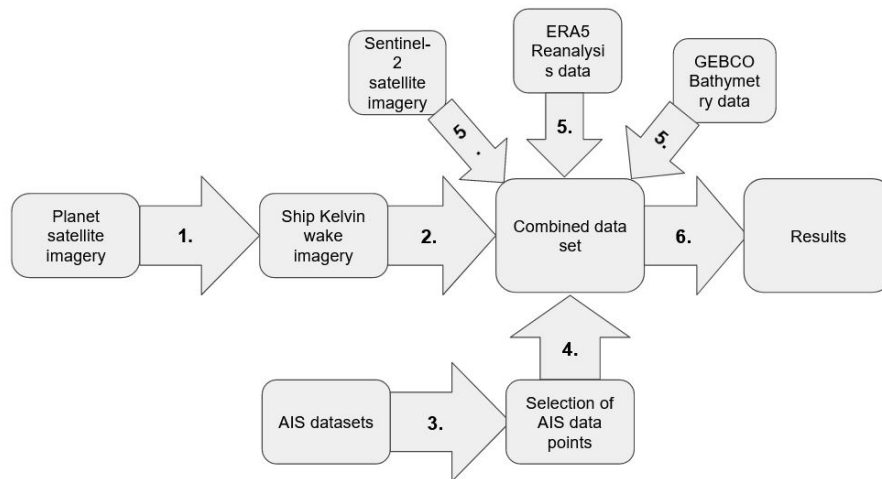 Sentinel-
2
satellite
imagery
ERA5
Reanalysi
s data
GEBCO
Bathymet
ry data
5 .
5.
5.
Planet
satellite
imagery
1.
Ship Kelvin
wake
imagery
2.
Combined data
set
6.
Results
4.
AIS datasets
3.
Selection of
AIS data
points